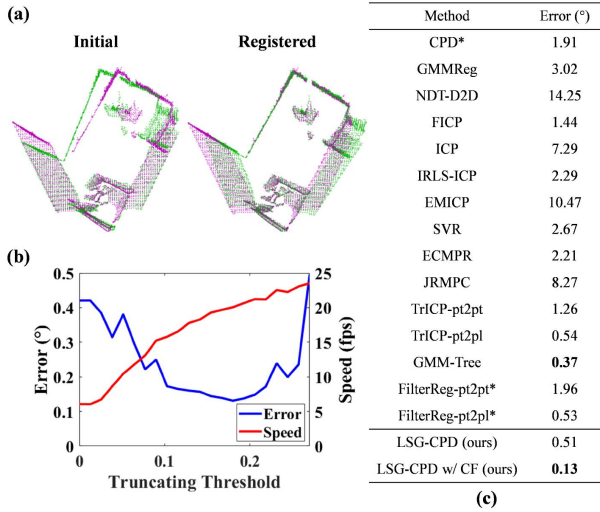 (a)
Initial Registered
(b)
0.5 25
0.4 20
0.3 15
0.2 10
0.1 5
0 0
Error (°)
Speed (fps)
Error
Speed
0 0.1 0.2
Truncating Threshold
Method Error (°)
CPD* 1.91
GMMReg 3.02
NDT-D2D 14.25
FICP 1.44
ICP 7.29
IRLS-ICP 2.29
EMICP 10.47
SVR 2.67
ECMPR 2.21
JRMPC 8.27
TrICP-pt2pt 1.26
TrICP-pt2pl 0.54
GMM-Tree 0.37
FilterReg-pt2pt* 1.96
FilterReg-pt2pl* 0.53
LSG-CPD (ours) 0.51
LSG-CPD w/ CF (ours) 0.13
(c)